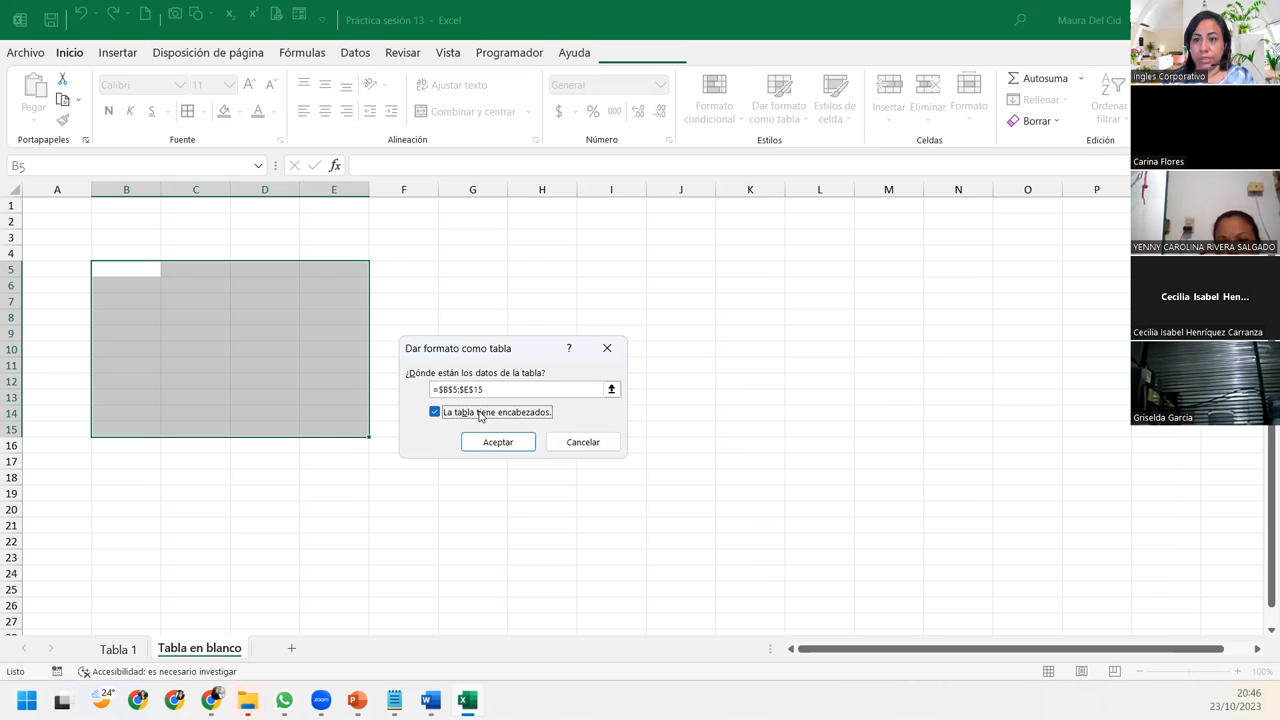 Práctica sesión 13 - Excel
Maura Del Cid
Archivo Inicio Insertar Disposición de página Fórmulas Datos Revisar Vista Programador Ayuda
Pegar
Calibri 11
N K S
Ajustar
Combinar y centrar
General
$ % 000
Formato condicional
Dar formato como tabla
Estilos de celda
Insertar
Eliminar
Formato
Autosuma
Rellenar
Borrar
Ordenar
filtrar
Portapapeles Fuente Alineación Número Estilos Celdas Edición
B5 fx
A B C D E F G H I J K L M N O P
1
2
3
4
5
6
7
8
9
10
11
12
13
14
15
16
17
18
19
20
21
22
23
24
25
26
27
Dar formato como tabla ?
¿Dónde están los datos de la tabla?
=$B$5:$E$15
La tabla tiene encabezados.
Aceptar Cancelar
Ingles Corporativo
Carina Flores
YENNY CAROLINA RIVERA SALGADO
Cecilia Isabel Hen...
Cecilia Isabel Henríquez Carranza
Griselda Garcia
Tabla 1 Tabla en blanco
Listo Accesibilidad: es necesario investigar 100%
24°
zoom
20:46
23/10/2023